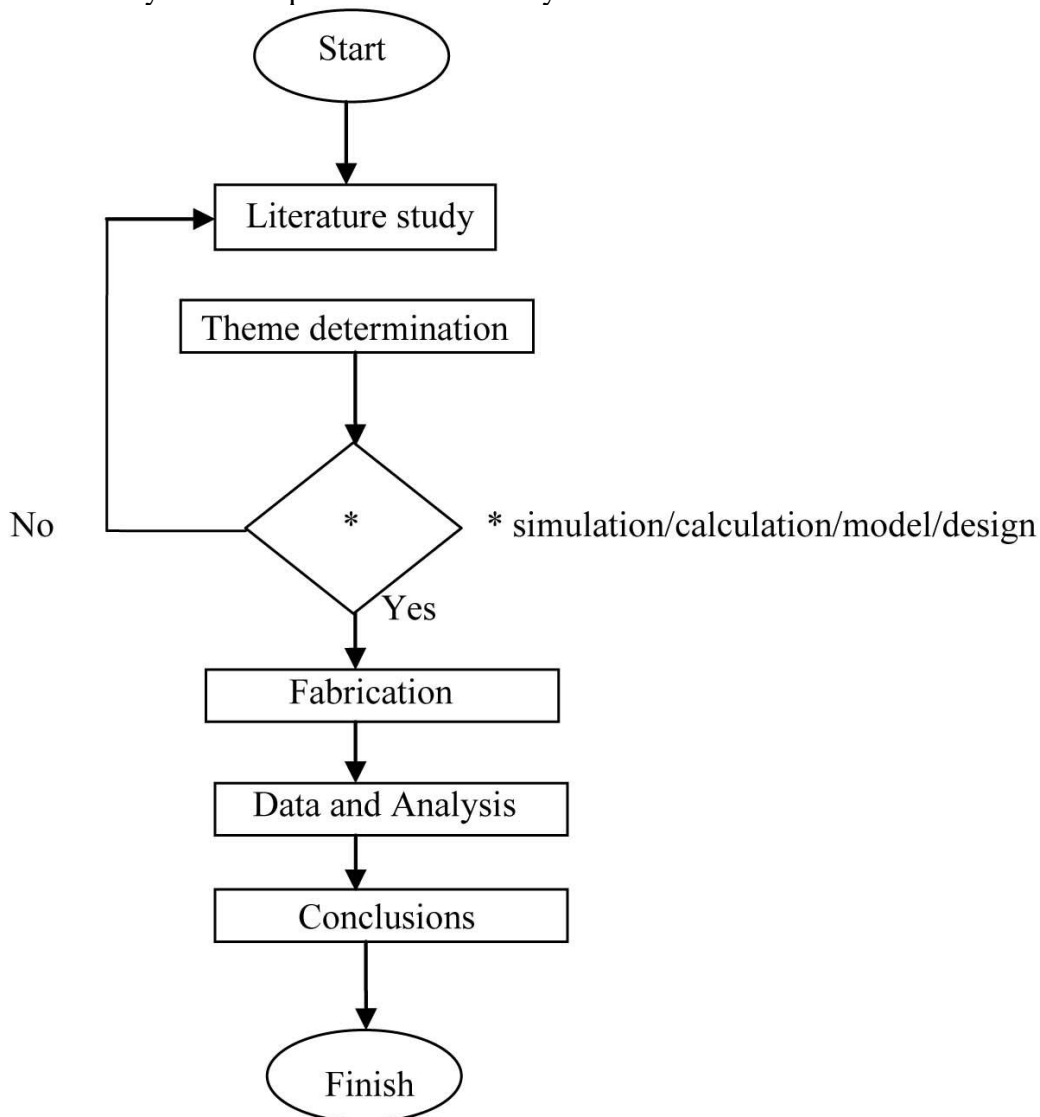 Start
Literature study
Theme determination
No
*
* simulation/calculation/model/design
Yes
Fabrication
Data and Analysis
Conclusions
Finish